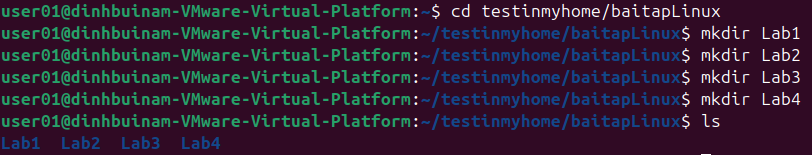 user01@dinhbuinam-VMware-Virtual-Platform:~$ cd testinmyhome/baitapLinux
user01@dinhbuinam-VMware-Virtual-Platform:~/testinmyhome/baitapLinux$ mkdir Lab1
user01@dinhbuinam-VMware-Virtual-Platform:~/testinmyhome/baitapLinux$ mkdir Lab2
user01@dinhbuinam-VMware-Virtual-Platform:~/testinmyhome/baitapLinux$ mkdir Lab3
user01@dinhbuinam-VMware-Virtual-Platform:~/testinmyhome/baitapLinux$ mkdir Lab4
user01@dinhbuinam-VMware-Virtual-Platform:~/testinmyhome/baitapLinux$ ls
Lab1  Lab2  Lab3  Lab4